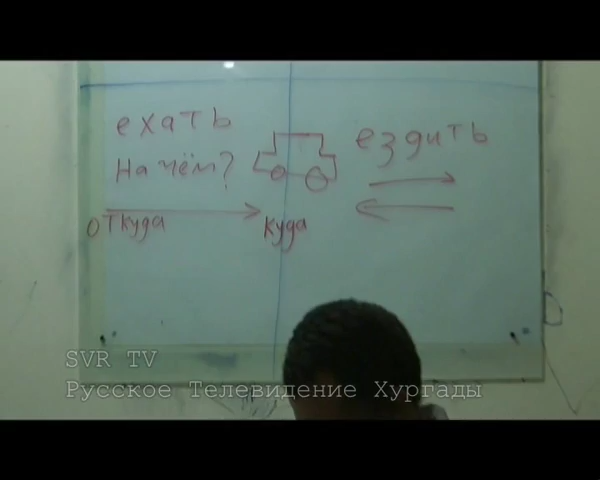 ехать
ездить
На чём?
откуда
куда
SVR TV
Русское Телевидение Хургады